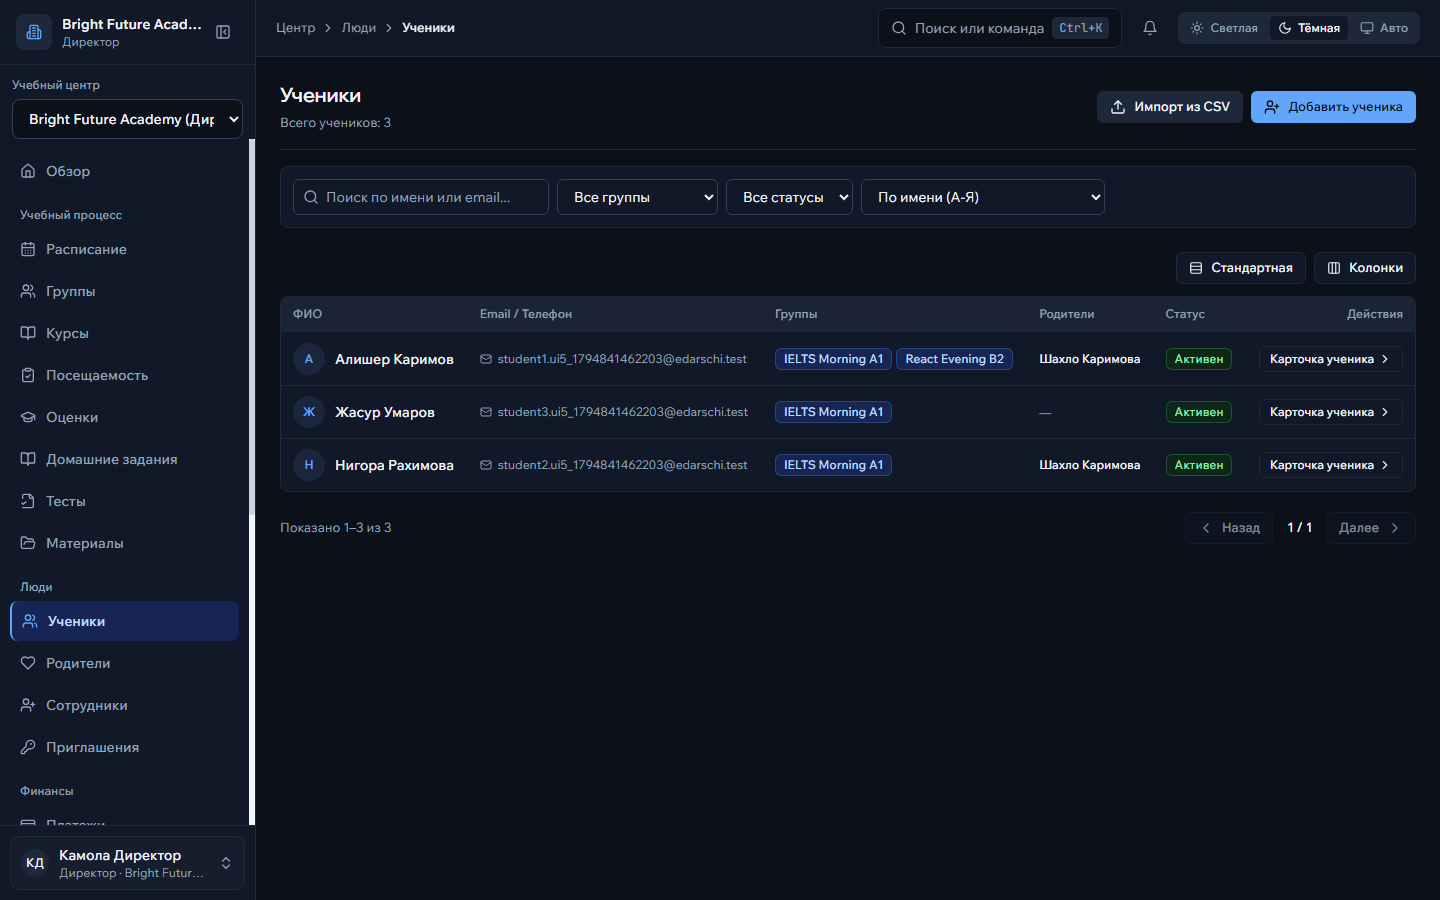 Bright Future Acad...
Директор
Учебный центр
Bright Future Academy (Дир
Обзор
Учебный процесс
Расписание
Группы
Курсы
Посещаемость
Оценки
Домашние задания
Тесты
Материалы
Люди
Ученики
Родители
Сотрудники
Приглашения
Финансы
Платежи
КД
Камола Директор
Директор · Bright Futur...
Центр > Люди > Ученики
Поиск или команда Ctrl+K
Светлая Тёмная Авто
Ученики
Всего учеников: 3
Импорт из CSV
Добавить ученика
Поиск по имени или email...
Все группы
Все статусы
По имени (А-Я)
Стандартная
Колонки
ФИО Email / Телефон Группы Родители Статус Действия
А Алишер Каримов student1.ui5_1794841462203@edarschi.test IELTS Morning A1 React Evening B2 Шахло Каримова Активен Карточка ученика
Ж Жасур Умаров student3.ui5_1794841462203@edarschi.test IELTS Morning A1 — Активен Карточка ученика
Н Нигора Рахимова student2.ui5_1794841462203@edarschi.test IELTS Morning A1 Шахло Каримова Активен Карточка ученика
Показано 1–3 из 3
Назад 1 / 1 Далее